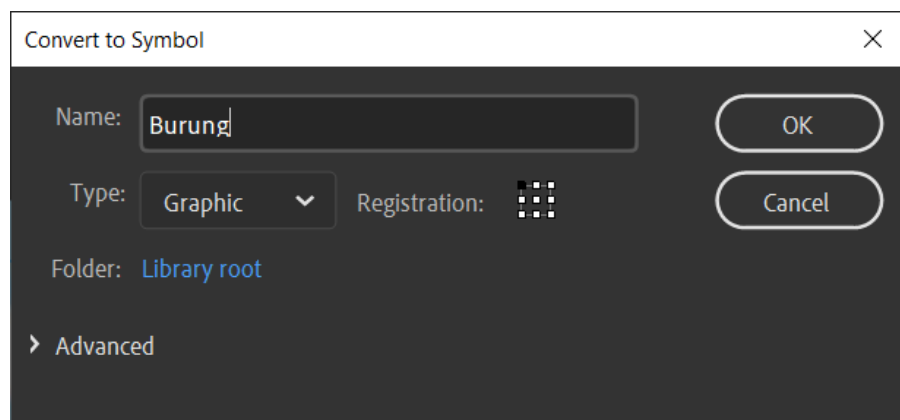 Convert to Symbol
Name: Burung OK
Type: Graphic Registration: Cancel
Folder: Library root
Advanced